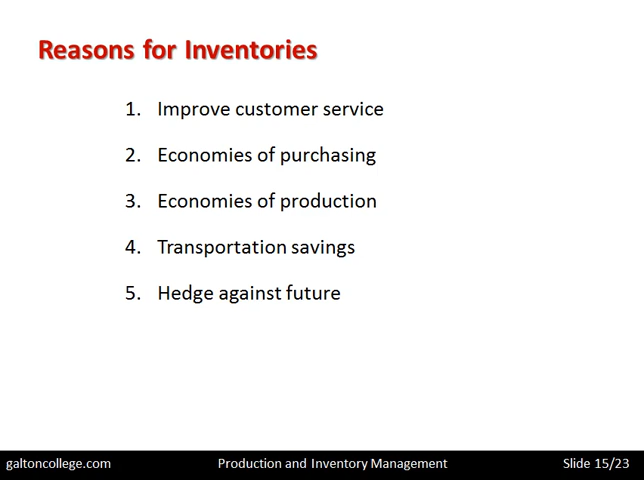 Reasons for Inventories
1. Improve customer service
2. Economies of purchasing
3. Economies of production
4. Transportation savings
5. Hedge against future
galtoncollege.com Production and Inventory Management Slide 15/23